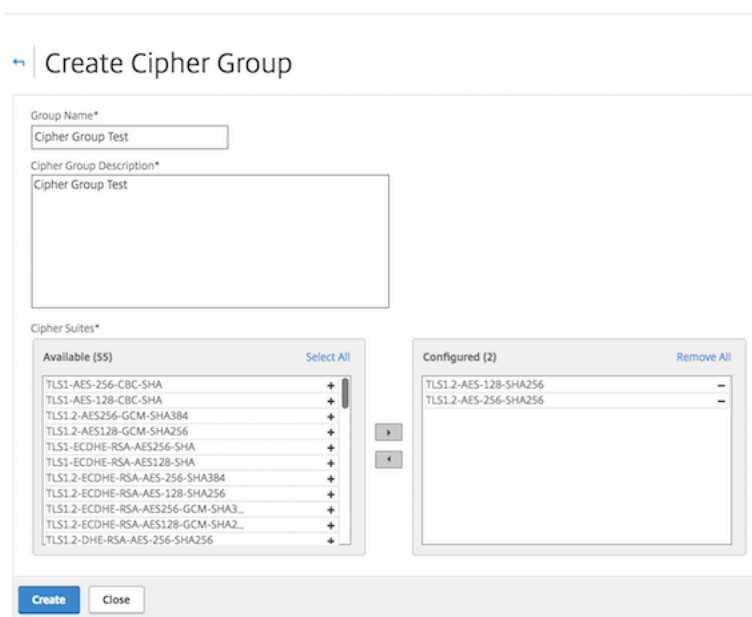 Create Cipher Group
Group Name*
Cipher Group Test
Cipher Group Description*
Cipher Group Test
Cipher Suites*
Available (55) Select All
TLS1-AES-256-CBC-SHA
TLS1-AES-128-CBC-SHA
TLS1.2-AES256-GCM-SHA384
TLS1.2-AES128-GCM-SHA256
TLS1-ECDHE-RSA-AES256-SHA
TLS1-ECDHE-RSA-AES128-SHA
TLS1.2-ECDHE-RSA-AES-256-SHA384
TLS1.2-ECDHE-RSA-AES-128-SHA256
TLS1.2-ECDHE-RSA-AES256-GCM-SHA3...
TLS1.2-ECDHE-RSA-AES128-GCM-SHA2...
TLS1.2-DHE-RSA-AES-256-SHA256
Configured (2) Remove All
TLS1.2-AES-128-SHA256
TLS1.2-AES-256-SHA256
Create Close